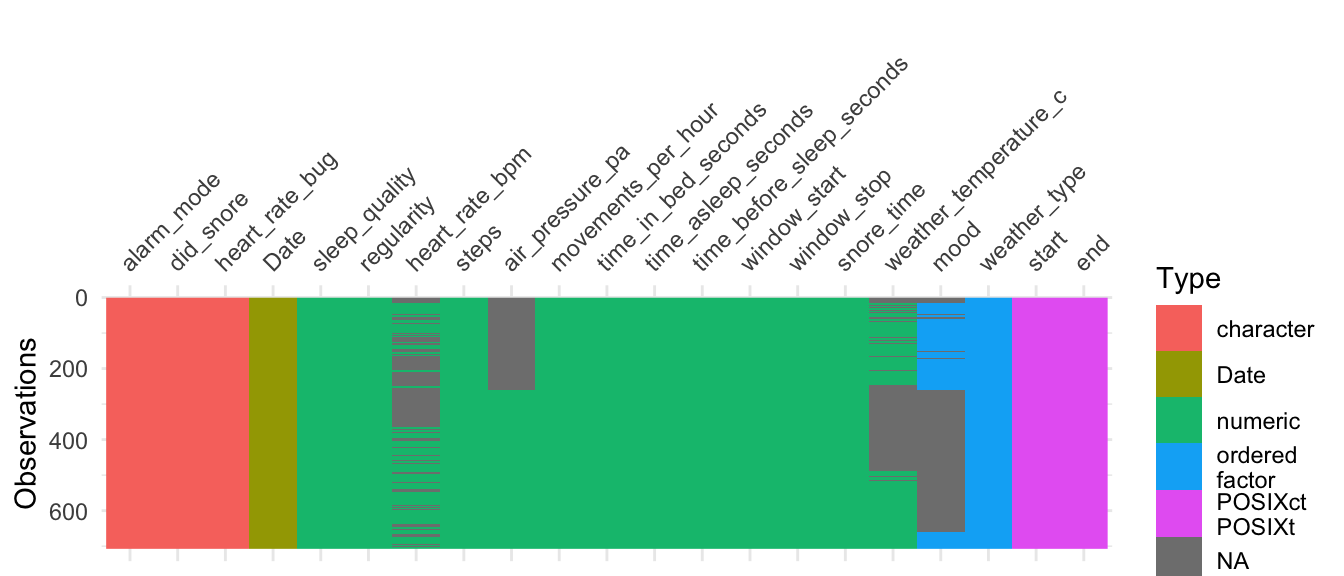 alarm_mode
did_snore
heart_rate_bug
Date
sleep_quality
regularity
heart_rate_bpm
steps
air_pressure_pa
movements_per_hour
time_in_bed_seconds
time_asleep_seconds
time_before_sleep_seconds
window_start
window_stop
snore_time
weather_temperature_c
mood
weather_type
start
end
Observations
0
200
400
600
Type
character
Date
numeric
ordered
factor
POSIXct
POSIXt
NA